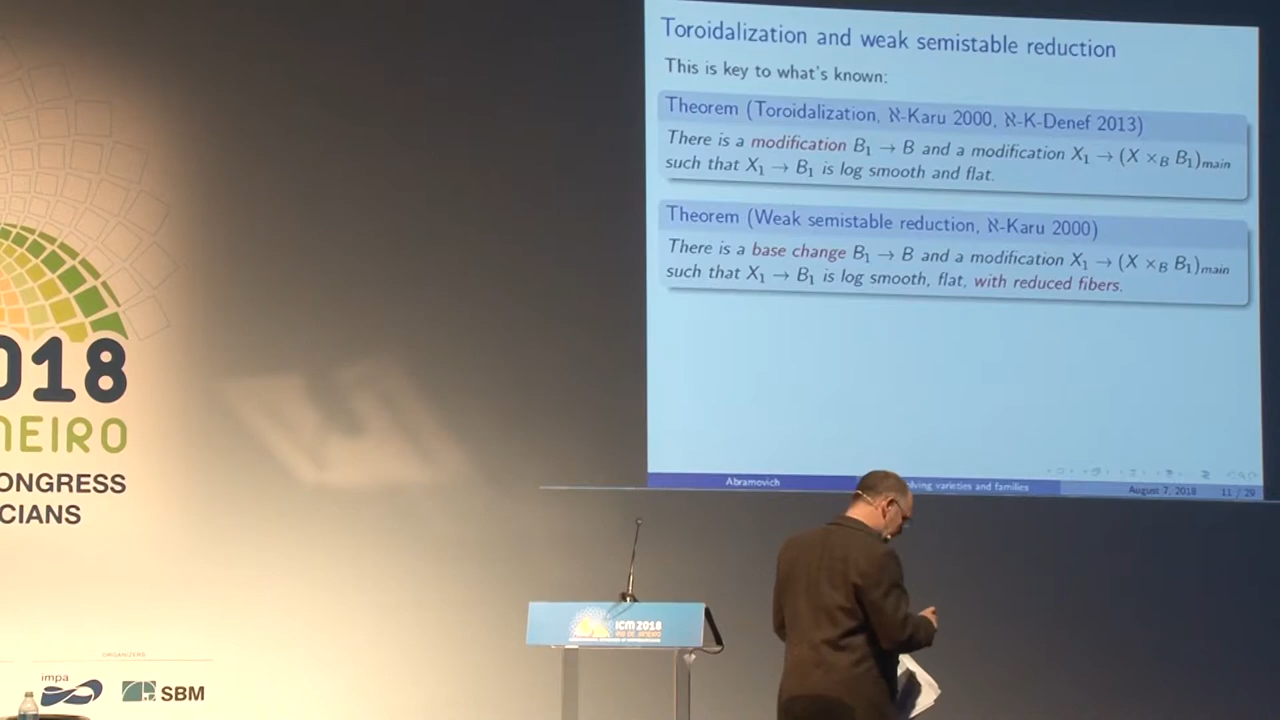 Toroidalization and weak semistable reduction
This is key to what's known:
Theorem (Toroidalization, ℵ-Karu 2000, ℵ-K-Denef 2013)
There is a modification B₁ → B and a modification X₁ → (X ×_B B₁)_main
such that X₁ → B₁ is log smooth and flat.
Theorem (Weak semistable reduction, ℵ-Karu 2000)
There is a base change B₁ → B and a modification X₁ → (X ×_B B₁)_main
such that X₁ → B₁ is log smooth, flat, with reduced fibers.
Abramovich
lving varieties and families
August 7, 2018
11 / 29
018
NEIRO
ONGRESS
CIANS
ORGANIZERS
impa
SBM
ICM 2018
RIO DE JANEIRO